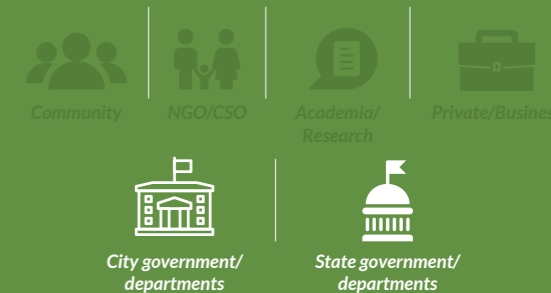 Community
NGO/CSO
Academia/
Research
Private/Busines
City government/
departments
State government/
departments